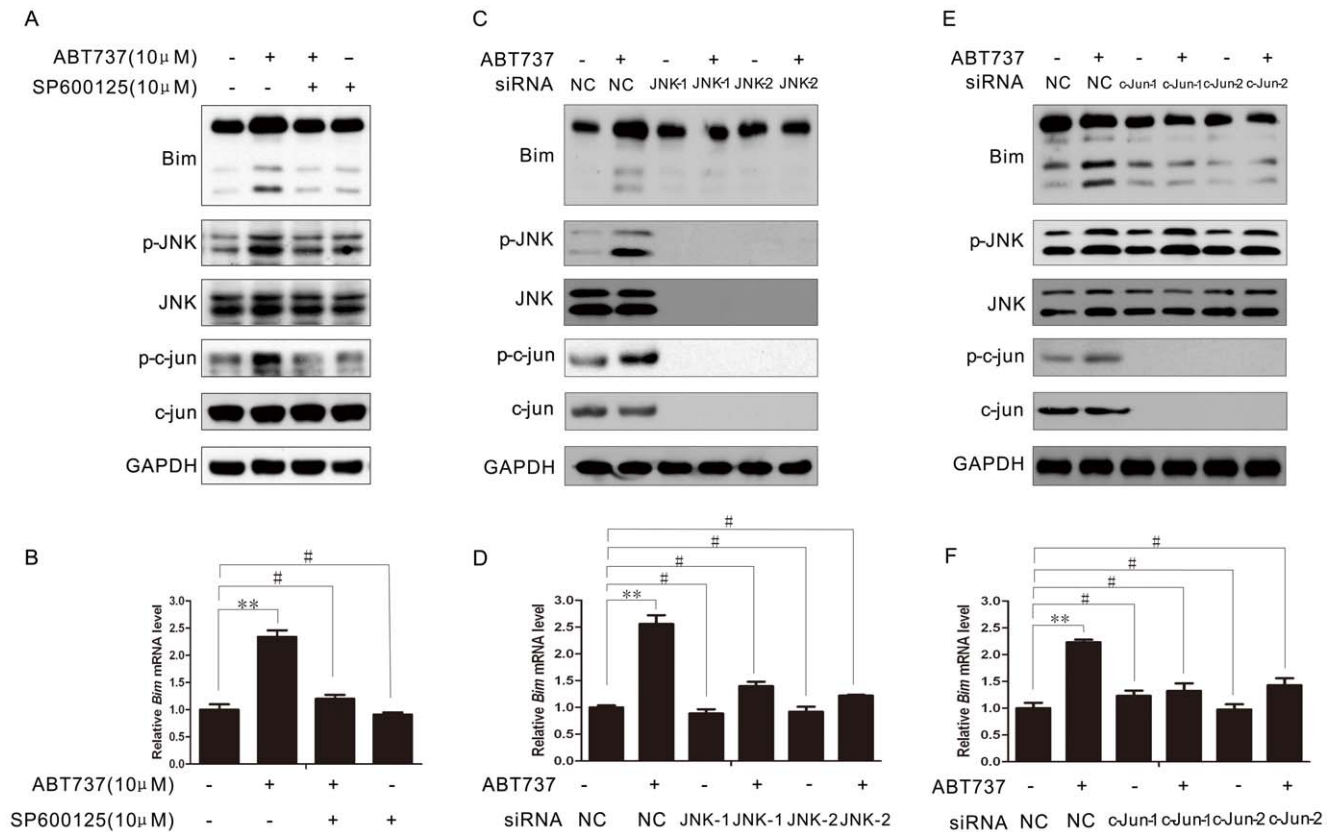 A
ABT737(10μM) - + + -
SP600125(10μM) - - + +
Bim
p-JNK
JNK
p-c-jun
c-jun
GAPDH
C
ABT737 - + - + - +
siRNA NC NC JNK-1 JNK-1 JNK-2 JNK-2
Bim
p-JNK
JNK
p-c-jun
c-jun
GAPDH
E
ABT737 - + - + - +
siRNA NC NC c-Jun-1 c-Jun-1 c-Jun-2 c-Jun-2
Bim
p-JNK
JNK
p-c-jun
c-jun
GAPDH
B
#
#
**
Relative Bim mRNA level
3.0
2.5
2.0
1.5
1.0
0.5
0.0
ABT737(10μM) - + + -
SP600125(10μM) - - + +
D
#
#
#
#
**
Relative Bim mRNA level
3.0
2.5
2.0
1.5
1.0
0.5
0.0
ABT737 - + - + - +
siRNA NC NC JNK-1 JNK-1 JNK-2 JNK-2
F
#
#
#
#
**
Relative Bim mRNA level
3.0
2.5
2.0
1.5
1.0
0.5
0.0
ABT737 - + - + - +
siRNA NC NC c-Jun-1 c-Jun-1 c-Jun-2 c-Jun-2